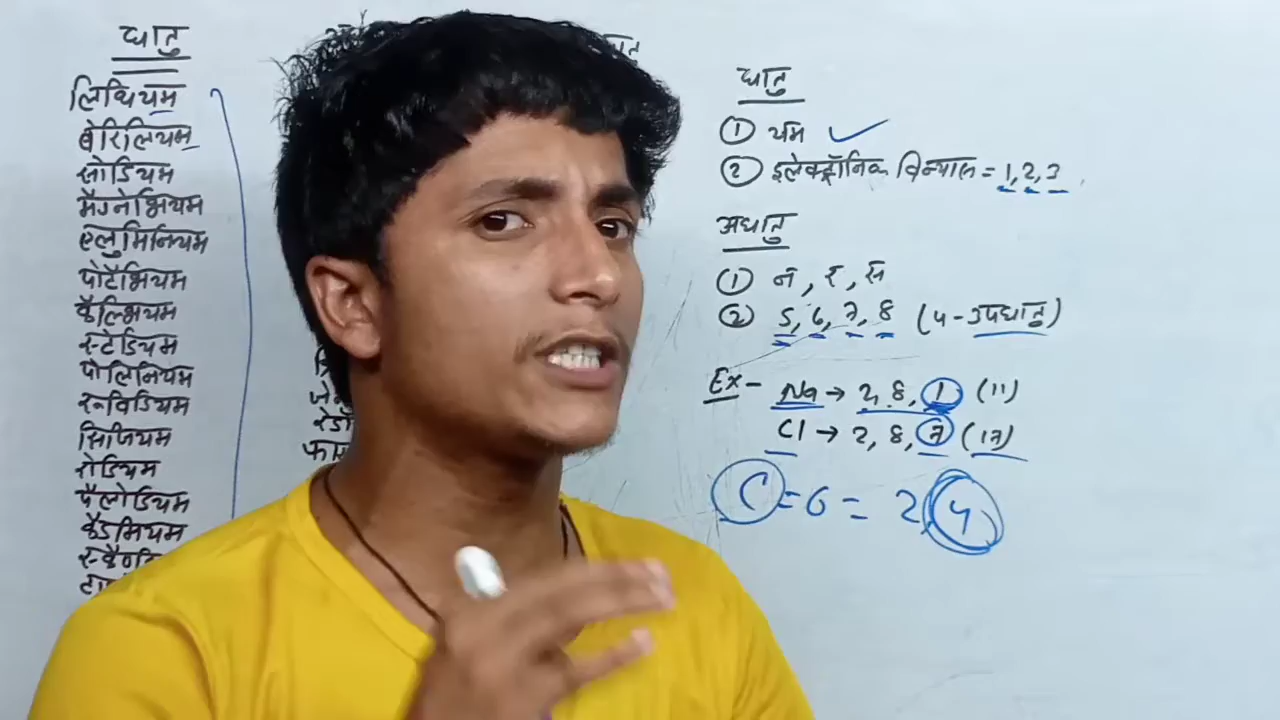 धातु
लिथियम
बेरिलियम
सोडियम
मैग्नेशियम
एलुमिनियम
पोटैशियम
कैल्शियम
स्टेडियम
पोलिनियम
रूबिडियम
सिजियम
रोडियम
पैलोडियम
कैडमियम
धातु
① यम ✓
② इलेक्ट्रॉनिक विन्यास = 1, 2, 3
अधातु
① न, र, स
② 5, 6, 7, 8 (4-उपधातु)
Ex- Na → 2, 8, 1 (11)
Cl → 2, 8, 7 (17)
C = 6 = 2, 4